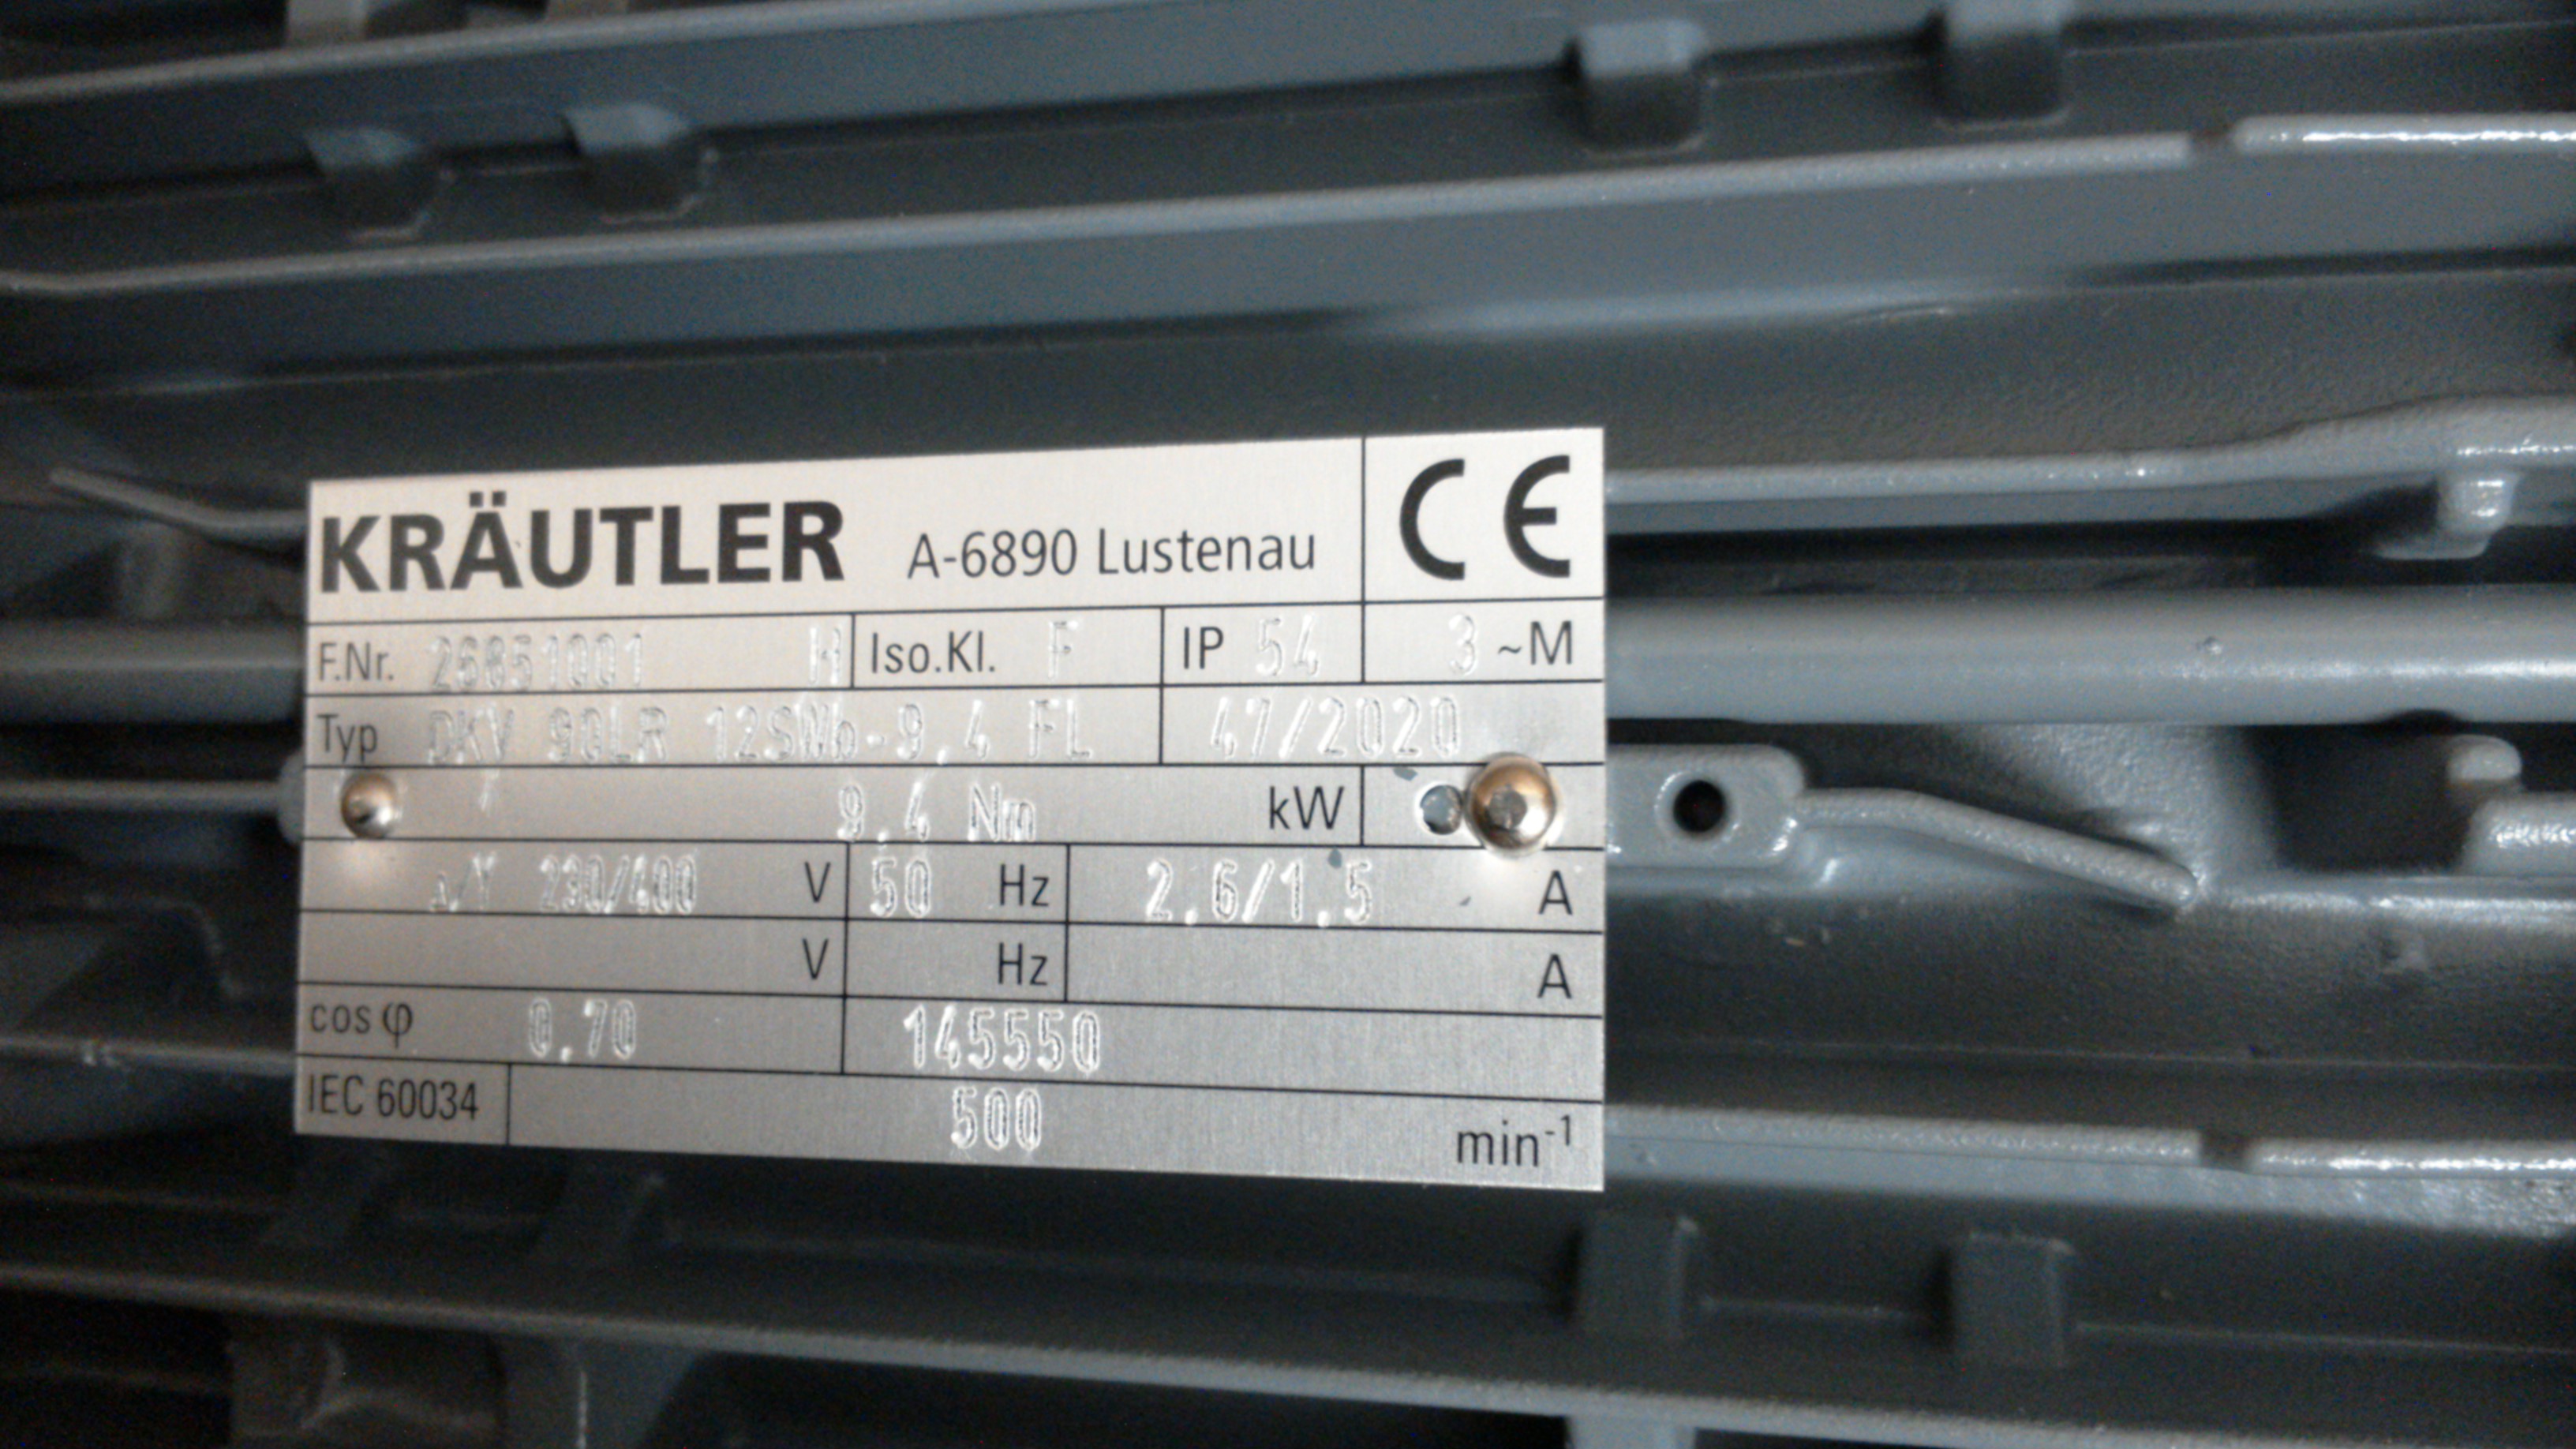 KRÄUTLER A-6890 Lustenau CE
F.Nr. 26851001 H Iso.Kl. F IP 54 3 ~M
Typ DKV 90LR 12SWb-9,4 FL 47/2020
9,4 Nm kW
/Y 230/400 V 50 Hz 2,6/1,5 A
V Hz A
cos φ 0,70 145550
IEC 60034 500 min⁻¹